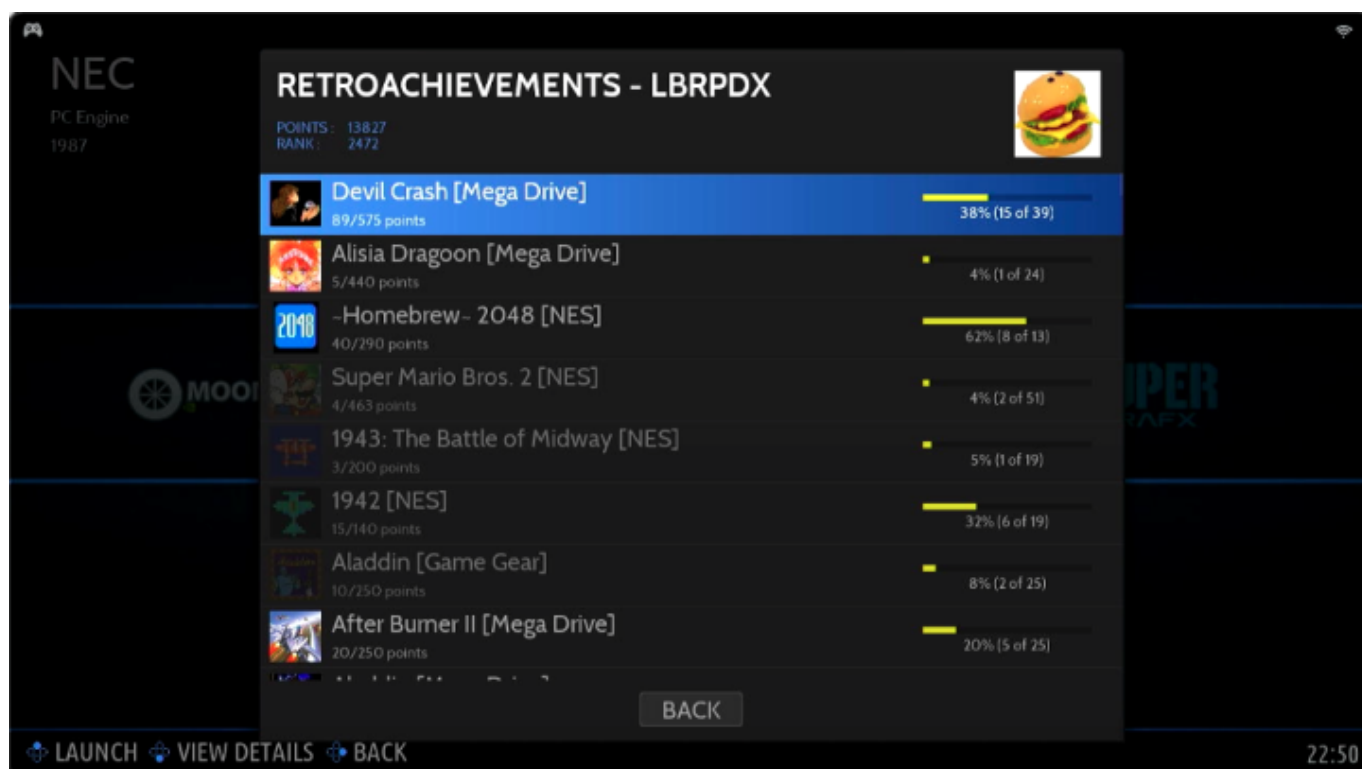 NEC
PC Engine
1987
RETROACHIEVEMENTS - LBRPDX
POINTS : 13827
RANK : 2472
Devil Crash [Mega Drive]
89/575 points
38% (15 of 39)
Alisia Dragoon [Mega Drive]
5/440 points
4% (1 of 24)
2048
~Homebrew~ 2048 [NES]
40/290 points
62% (8 of 13)
Super Mario Bros. 2 [NES]
4/463 points
4% (2 of 51)
MOO
1943: The Battle of Midway [NES]
3/200 points
5% (1 of 19)
1942 [NES]
15/140 points
32% (6 of 19)
Aladdin [Game Gear]
10/250 points
8% (2 of 25)
After Burner II [Mega Drive]
20/250 points
20% (5 of 25)
BACK
LAUNCH VIEW DETAILS BACK
22:50